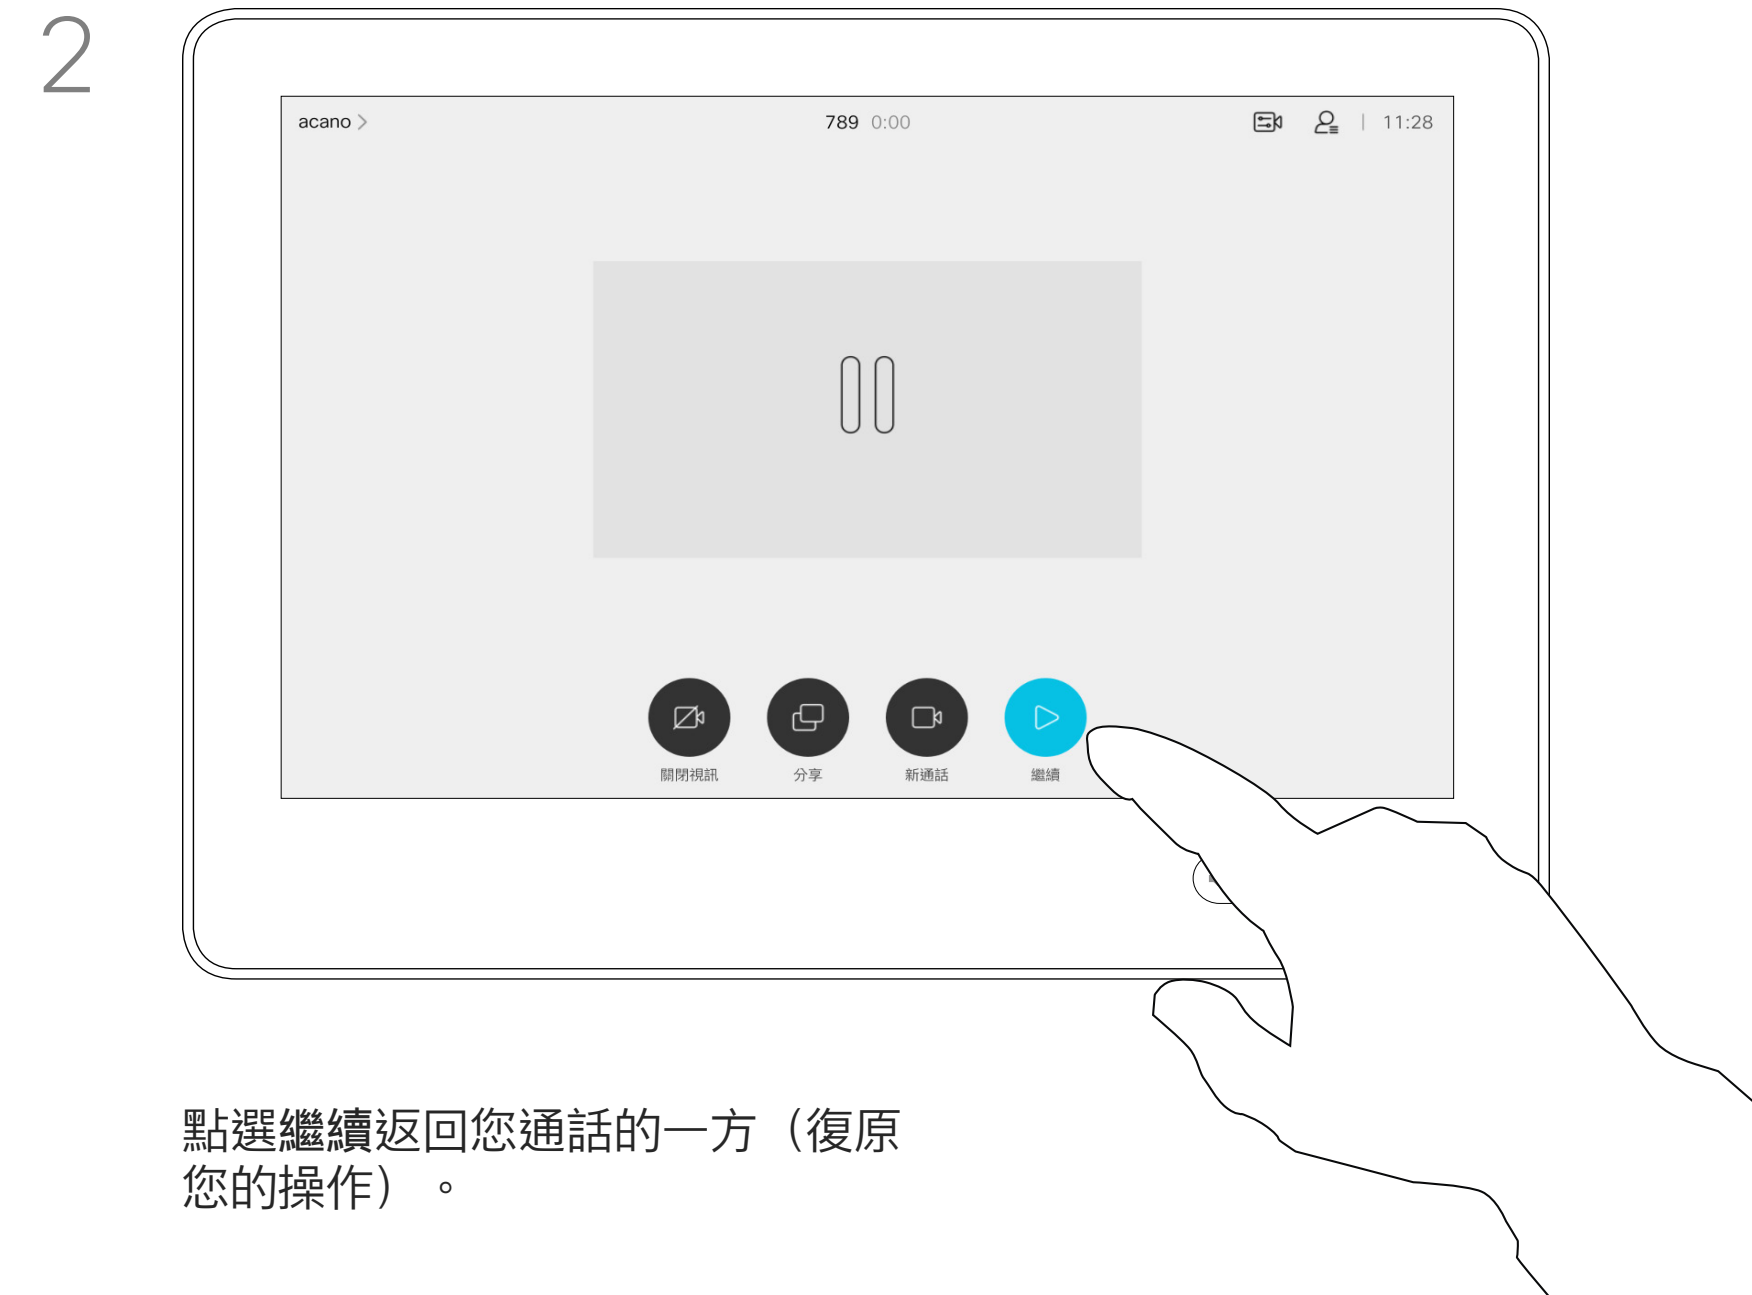 2
acano 789 0:00 11:28
關閉視訊 分享 新通話 繼續
點選繼續返回您通話的一方（復原
您的操作）。